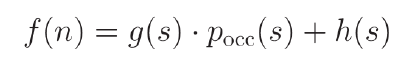 f(n) = g(s) · p_occ(s) + h(s)